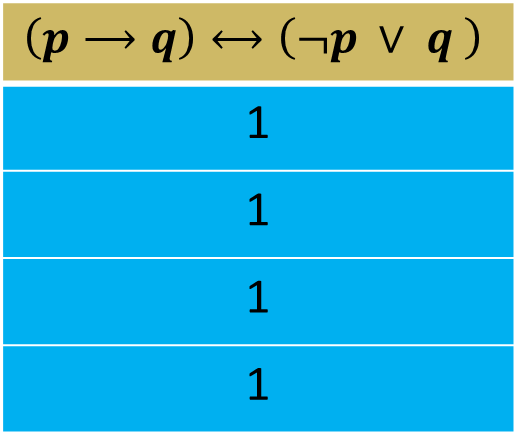 (p ⟶ q) ⟷ (¬p ∨ q )
1
1
1
1